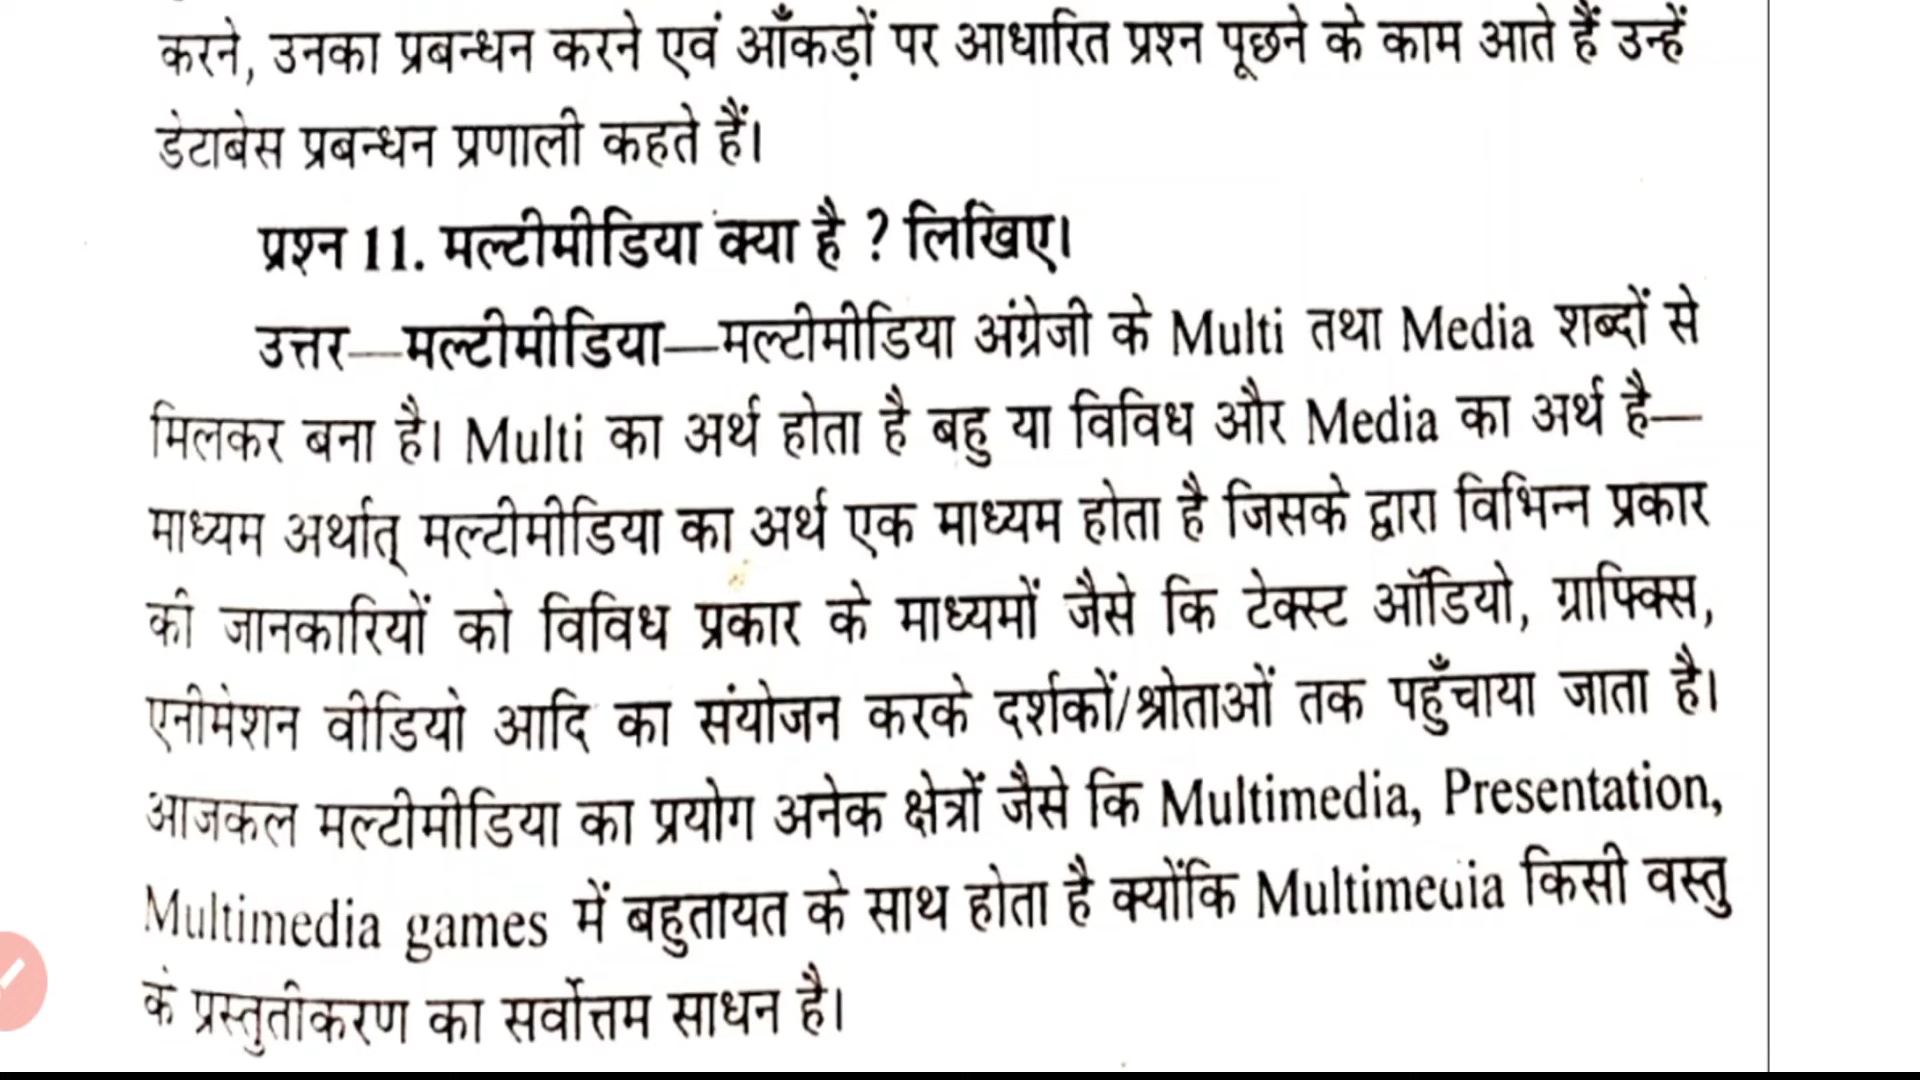 करने, उनका प्रबन्धन करने एवं आँकड़ों पर आधारित प्रश्न पूछने के काम आते हैं उन्हें
डेटाबेस प्रबन्धन प्रणाली कहते हैं।
प्रश्न 11. मल्टीमीडिया क्या है ? लिखिए।
उत्तर—मल्टीमीडिया—मल्टीमीडिया अंग्रेजी के Multi तथा Media शब्दों से
मिलकर बना है। Multi का अर्थ होता है बहु या विविध और Media का अर्थ है—
माध्यम अर्थात् मल्टीमीडिया का अर्थ एक माध्यम होता है जिसके द्वारा विभिन्न प्रकार
की जानकारियों को विविध प्रकार के माध्यमों जैसे कि टेक्स्ट ऑडियो, ग्राफिक्स,
एनीमेशन वीडियो आदि का संयोजन करके दर्शकों/श्रोताओं तक पहुँचाया जाता है।
आजकल मल्टीमीडिया का प्रयोग अनेक क्षेत्रों जैसे कि Multimedia, Presentation,
Multimedia games में बहुतायत के साथ होता है क्योंकि Multimedia किसी वस्तु
के प्रस्तुतीकरण का सर्वोत्तम साधन है।